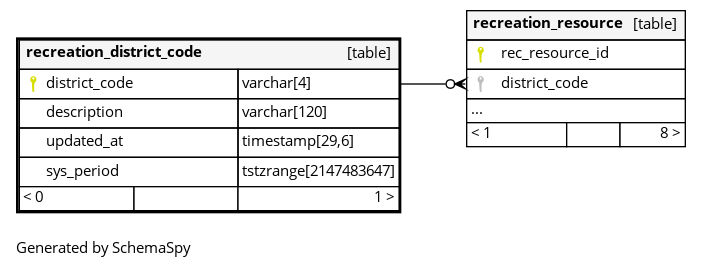 recreation_district_code [table]
district_code varchar[4]
description varchar[120]
updated_at timestamp[29,6]
sys_period tstzrange[2147483647]
< 0 1 >
recreation_resource [table]
rec_resource_id
district_code
...
< 1 8 >
Generated by SchemaSpy